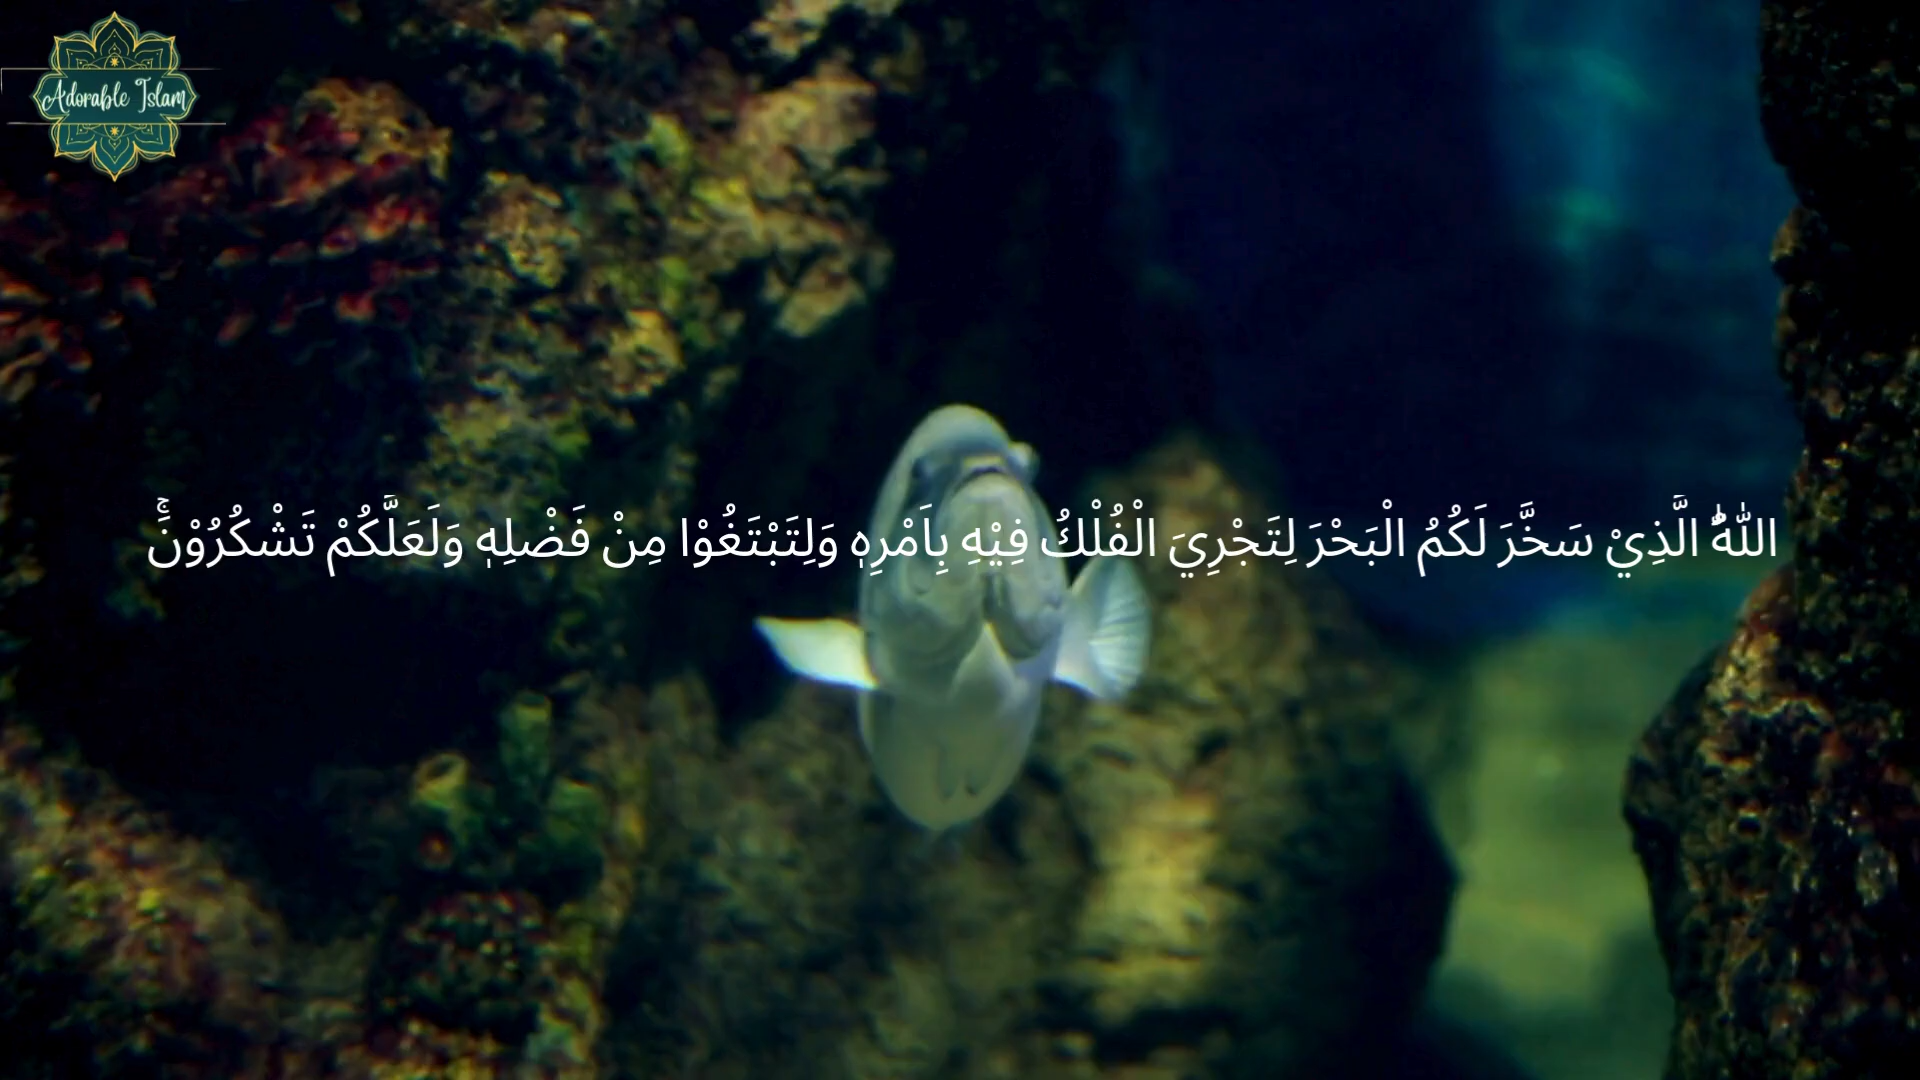 Adorable Islam
اللّٰهُ الَّذِيْ سَخَّرَ لَكُمُ الْبَحْرَ لِتَجْرِيَ الْفُلْكُ فِيْهِ بِاَمْرِهٖ وَلِتَبْتَغُوْا مِنْ فَضْلِهٖ وَلَعَلَّكُمْ تَشْكُرُوْنَۚ